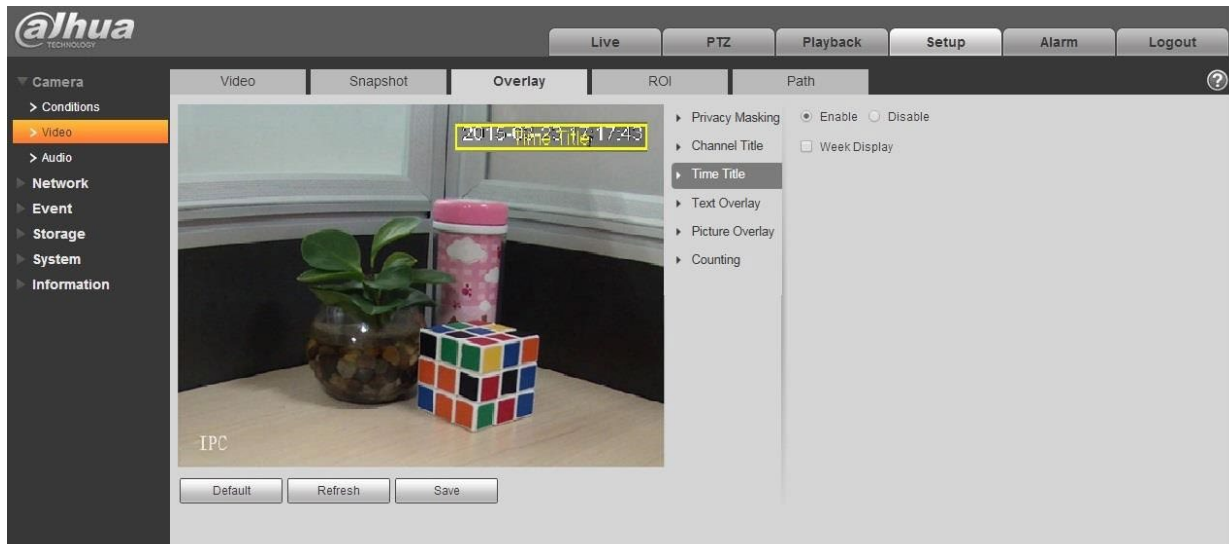 alhua
TECHNOLOGY
Live PTZ Playback Setup Alarm Logout
Camera
Conditions
Video
Audio
Network
Event
Storage
System
Information
Video Snapshot Overlay ROI Path
Time Title
IPC
Default Refresh Save
Privacy Masking
Channel Title
Time Title
Text Overlay
Picture Overlay
Counting
Enable Disable
Week Display